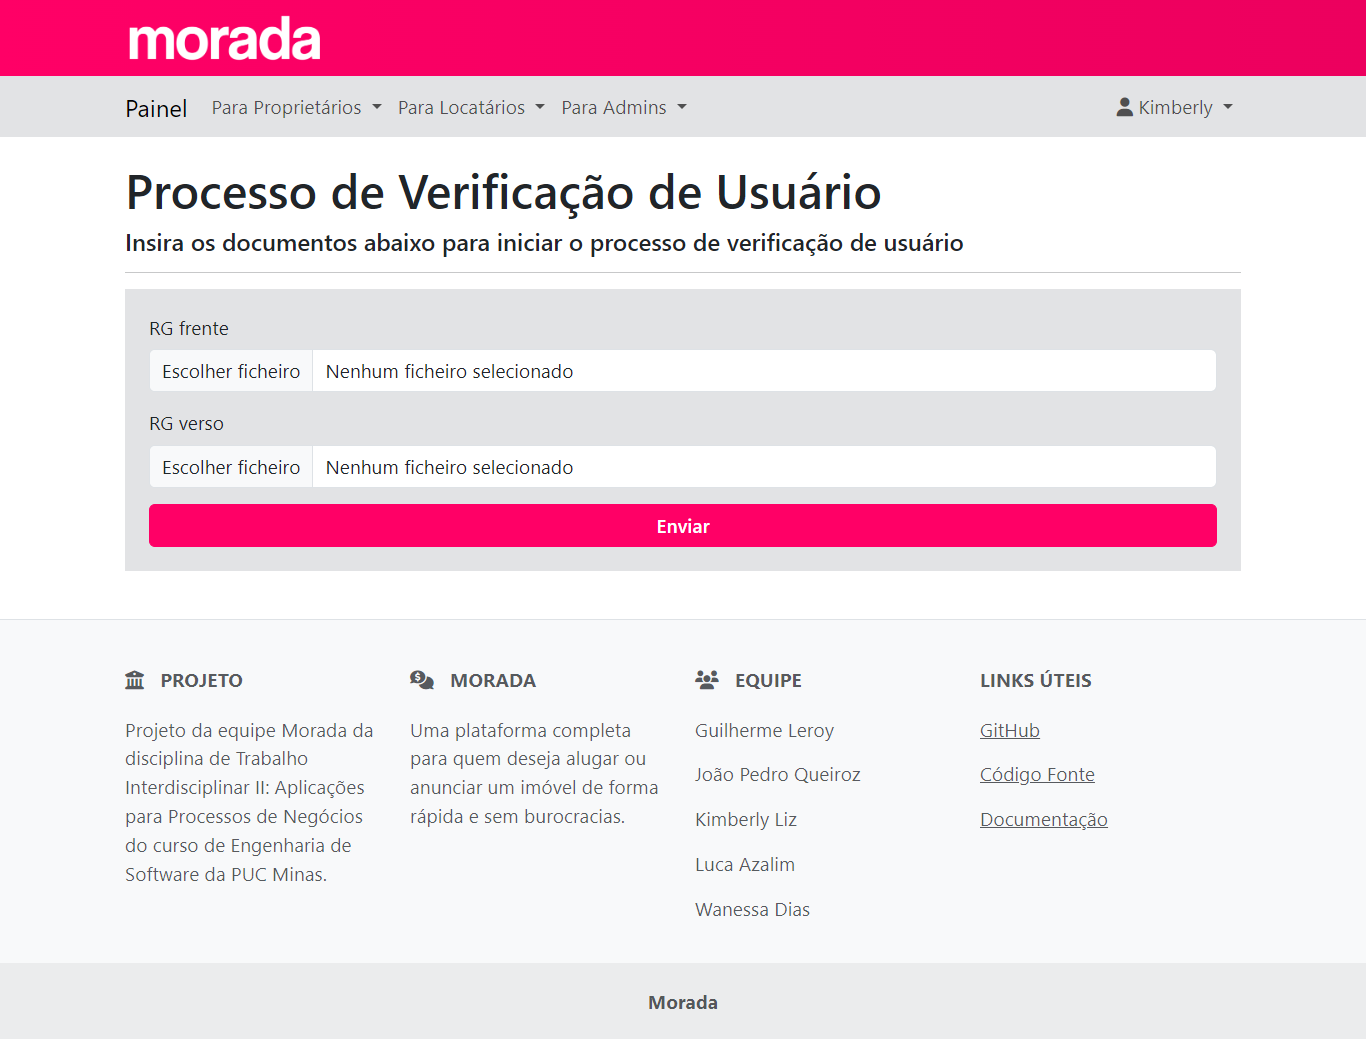 morada
Painel Para Proprietários Para Locatários Para Admins Kimberly
Processo de Verificação de Usuário
Insira os documentos abaixo para iniciar o processo de verificação de usuário
RG frente
Escolher ficheiro Nenhum ficheiro selecionado
RG verso
Escolher ficheiro Nenhum ficheiro selecionado
Enviar
PROJETO
Projeto da equipe Morada da
disciplina de Trabalho
Interdisciplinar II: Aplicações
para Processos de Negócios
do curso de Engenharia de
Software da PUC Minas.
MORADA
Uma plataforma completa
para quem deseja alugar ou
anunciar um imóvel de forma
rápida e sem burocracias.
EQUIPE
Guilherme Leroy
João Pedro Queiroz
Kimberly Liz
Luca Azalim
Wanessa Dias
LINKS ÚTEIS
GitHub
Código Fonte
Documentação
Morada